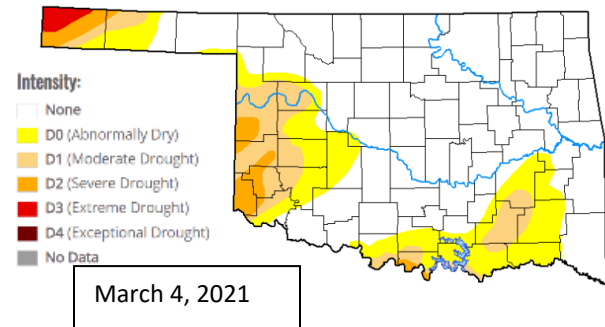 Intensity:
None
D0 (Abnormally Dry)
D1 (Moderate Drought)
D2 (Severe Drought)
D3 (Extreme Drought)
D4 (Exceptional Drought)
No Data
March 4, 2021